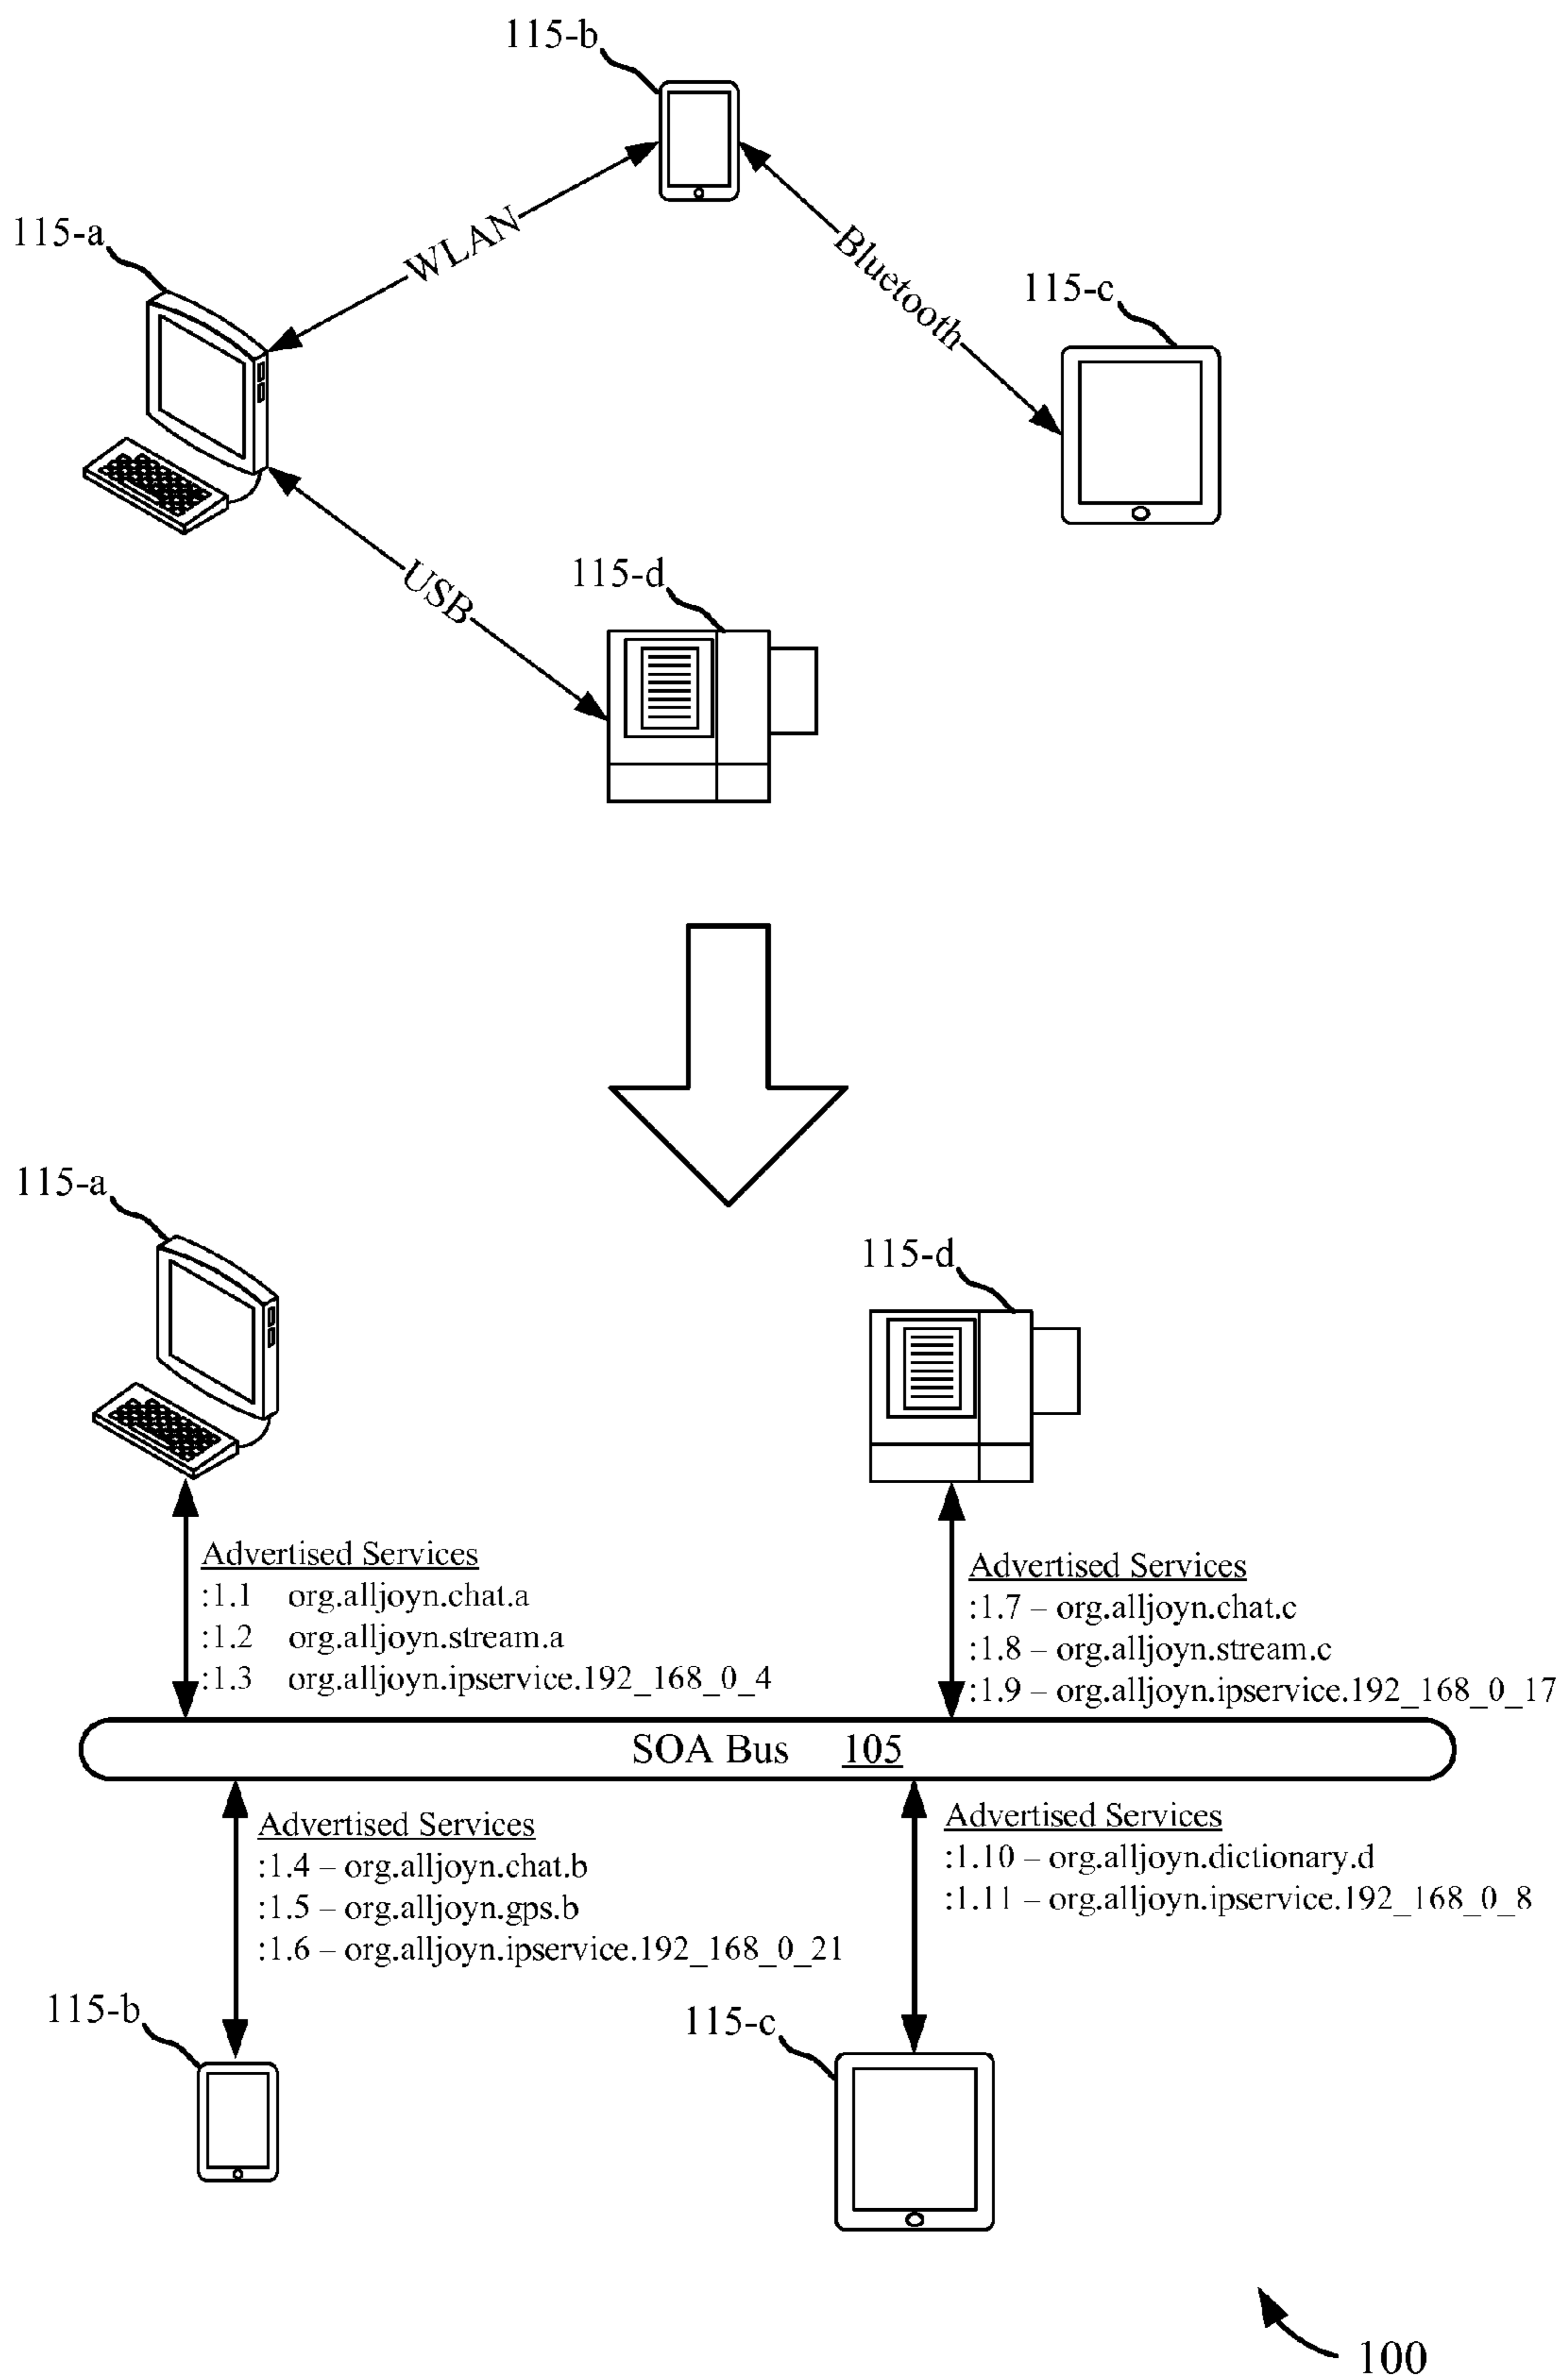 115-b
115-a
WLAN
Bluetooth
115-c
USB
115-d
115-a
115-d
Advertised Services
:1.1 org.alljoyn.chat.a
:1.2 org.alljoyn.stream.a
:1.3 org.alljoyn.ipservice.192_168_0_4
Advertised Services
:1.7 – org.alljoyn.chat.c
:1.8 – org.alljoyn.stream.c
:1.9 – org.alljoyn.ipservice.192_168_0_17
SOA Bus 105
Advertised Services
:1.4 – org.alljoyn.chat.b
:1.5 – org.alljoyn.gps.b
:1.6 – org.alljoyn.ipservice.192_168_0_21
Advertised Services
:1.10 – org.alljoyn.dictionary.d
:1.11 – org.alljoyn.ipservice.192_168_0_8
115-b
115-c
100